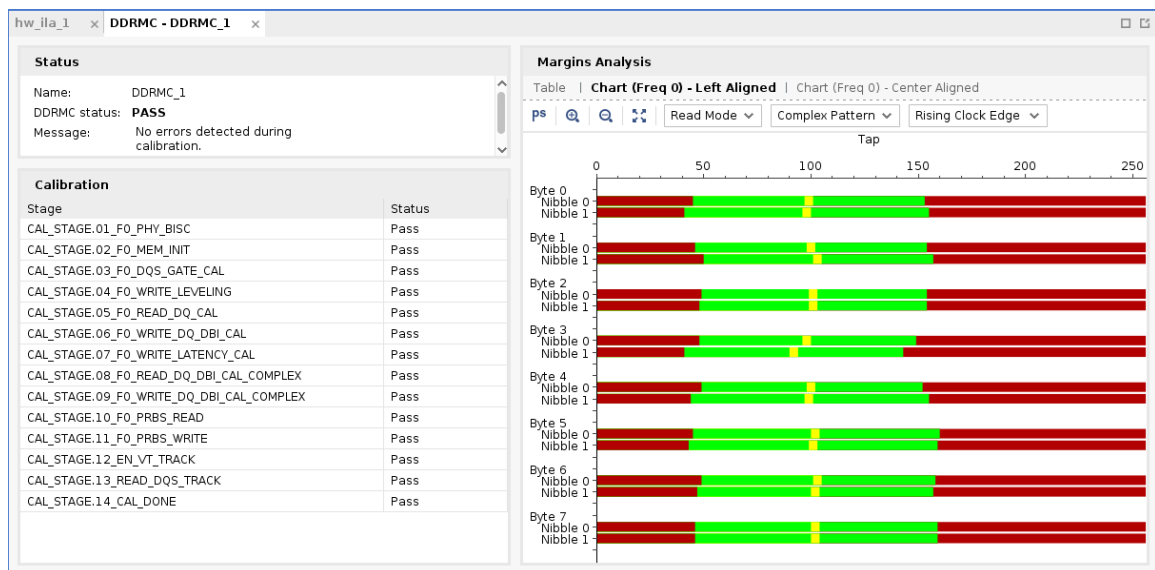 hw_ila_1 × DDRMC - DDRMC_1 ×
Status
Name: DDRMC_1
DDRMC status: PASS
Message: No errors detected during
calibration.
Calibration
Stage Status
CAL_STAGE.01_F0_PHY_BISC Pass
CAL_STAGE.02_F0_MEM_INIT Pass
CAL_STAGE.03_F0_DQS_GATE_CAL Pass
CAL_STAGE.04_F0_WRITE_LEVELING Pass
CAL_STAGE.05_F0_READ_DQ_CAL Pass
CAL_STAGE.06_F0_WRITE_DQ_DBI_CAL Pass
CAL_STAGE.07_F0_WRITE_LATENCY_CAL Pass
CAL_STAGE.08_F0_READ_DQ_DBI_CAL_COMPLEX Pass
CAL_STAGE.09_F0_WRITE_DQ_DBI_CAL_COMPLEX Pass
CAL_STAGE.10_F0_PRBS_READ Pass
CAL_STAGE.11_F0_PRBS_WRITE Pass
CAL_STAGE.12_EN_VT_TRACK Pass
CAL_STAGE.13_READ_DQS_TRACK Pass
CAL_STAGE.14_CAL_DONE Pass
Margins Analysis
Table | Chart (Freq 0) - Left Aligned | Chart (Freq 0) - Center Aligned
ps Read Mode Complex Pattern Rising Clock Edge
Tap
0 50 100 150 200 250
Byte 0
Nibble 0
Nibble 1
Byte 1
Nibble 0
Nibble 1
Byte 2
Nibble 0
Nibble 1
Byte 3
Nibble 0
Nibble 1
Byte 4
Nibble 0
Nibble 1
Byte 5
Nibble 0
Nibble 1
Byte 6
Nibble 0
Nibble 1
Byte 7
Nibble 0
Nibble 1